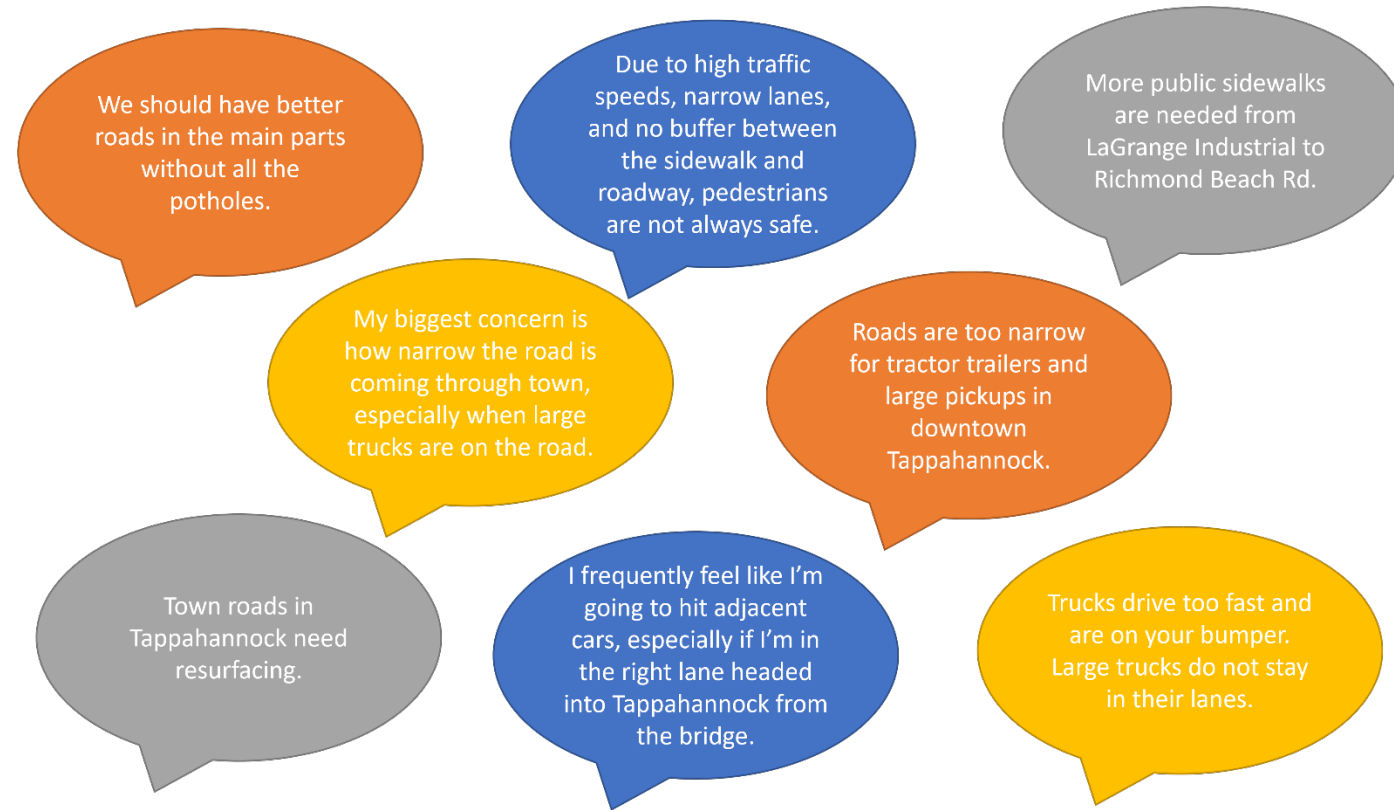 We should have better
roads in the main parts
without all the
potholes.
Due to high traffic
speeds, narrow lanes,
and no buffer between
the sidewalk and
roadway, pedestrians
are not always safe.
More public sidewalks
are needed from
LaGrange Industrial to
Richmond Beach Rd.
My biggest concern is
how narrow the road is
coming through town,
especially when large
trucks are on the road.
Roads are too narrow
for tractor trailers and
large pickups in
downtown
Tappahannock.
Town roads in
Tappahannock need
resurfacing.
I frequently feel like I’m
going to hit adjacent
cars, especially if I’m in
the right lane headed
into Tappahannock from
the bridge.
Trucks drive too fast and
are on your bumper.
Large trucks do not stay
in their lanes.